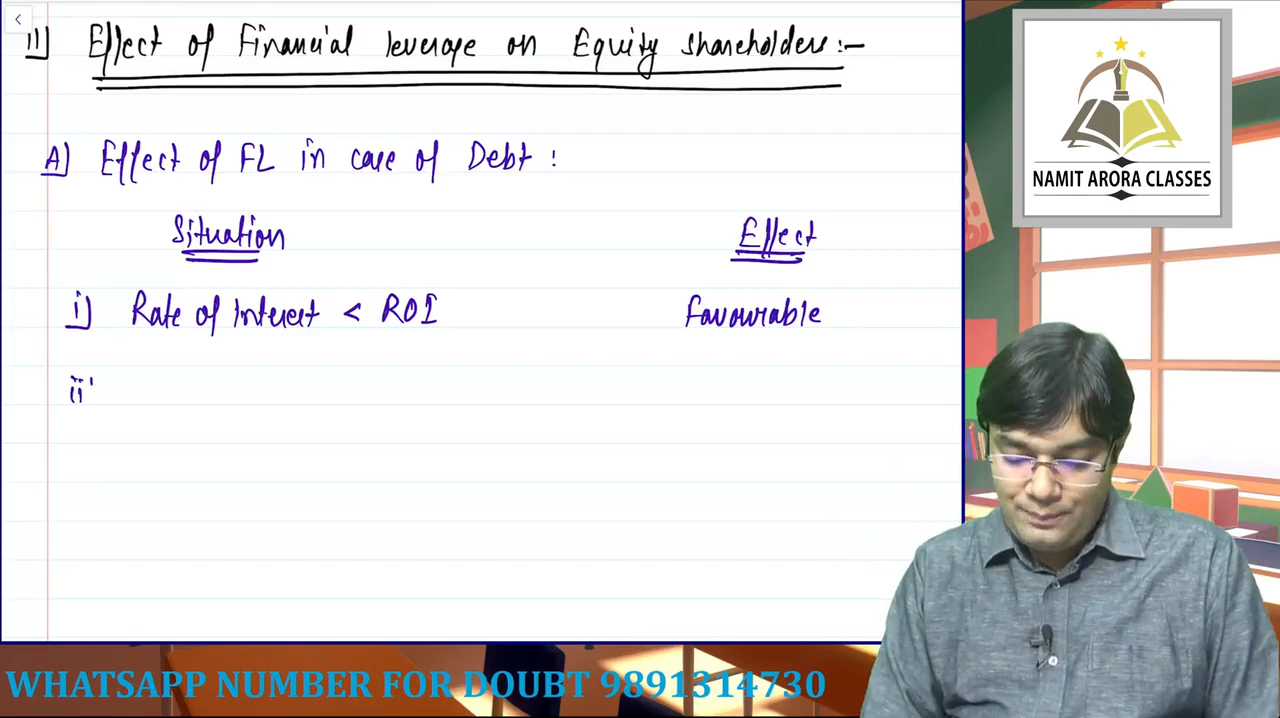 11) Effect of Financial leverage on Equity shareholders :-
A) Effect of FL in case of Debt :
Situation Effect
i) Rate of Interest < ROI Favourable
ii'
NAMIT ARORA CLASSES
WHATSAPP NUMBER FOR DOUBT 9891314730